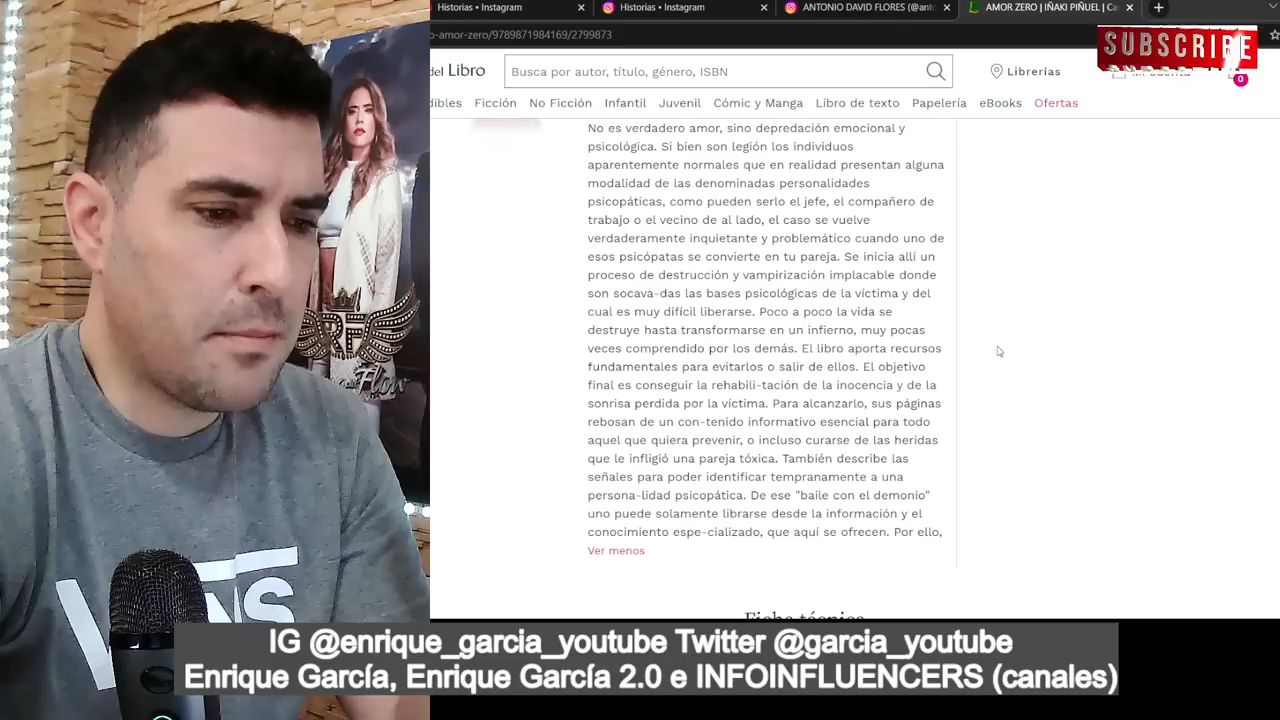 Historias • Instagram
Historias • Instagram
ANTONIO DAVID FLORES (@anto
AMOR ZERO | IÑAKI PIÑUEL | Ca
o-amor-zero/9789871984169/2799873
SUBSCRIBE
del Libro
Busca por autor, título, género, ISBN
Librerías
Mi cuenta
0
dibles Ficción No Ficción Infantil Juvenil Cómic y Manga Libro de texto Papelería eBooks Ofertas
No es verdadero amor, sino depredación emocional y
psicológica. Si bien son legión los individuos
aparentemente normales que en realidad presentan alguna
modalidad de las denominadas personalidades
psicopáticas, como pueden serlo el jefe, el compañero de
trabajo o el vecino de al lado, el caso se vuelve
verdaderamente inquietante y problemático cuando uno de
esos psicópatas se convierte en tu pareja. Se inicia allí un
proceso de destrucción y vampirización implacable donde
son socava-das las bases psicológicas de la víctima y del
cual es muy difícil liberarse. Poco a poco la vida se
destruye hasta transformarse en un infierno, muy pocas
veces comprendido por los demás. El libro aporta recursos
fundamentales para evitarlos o salir de ellos. El objetivo
final es conseguir la rehabili-tación de la inocencia y de la
sonrisa perdida por la víctima. Para alcanzarlo, sus páginas
rebosan de un con-tenido informativo esencial para todo
aquel que quiera prevenir, o incluso curarse de las heridas
que le infligió una pareja tóxica. También describe las
señales para poder identificar tempranamente a una
persona-lidad psicopática. De ese "baile con el demonio"
uno puede solamente librarse desde la información y el
conocimiento espe-cializado, que aquí se ofrecen. Por ello,
Ver menos
Ficha técnica
RF
Flow
VANS
IG @enrique_garcia_youtube Twitter @garcia_youtube
Enrique García, Enrique García 2.0 e INFOINFLUENCERS (canales)